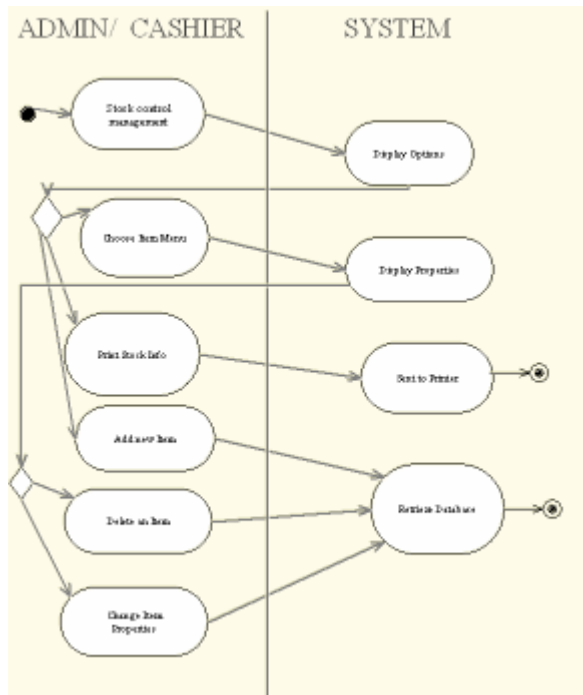 ADMIN/ CASHIER
SYSTEM
Stock control
management
Display Options
Choose Item Menu
Display Properties
Print Stock Info
Sent to Printer
Add new Item
Retrieve Database
Delete an Item
Change Item
Properties